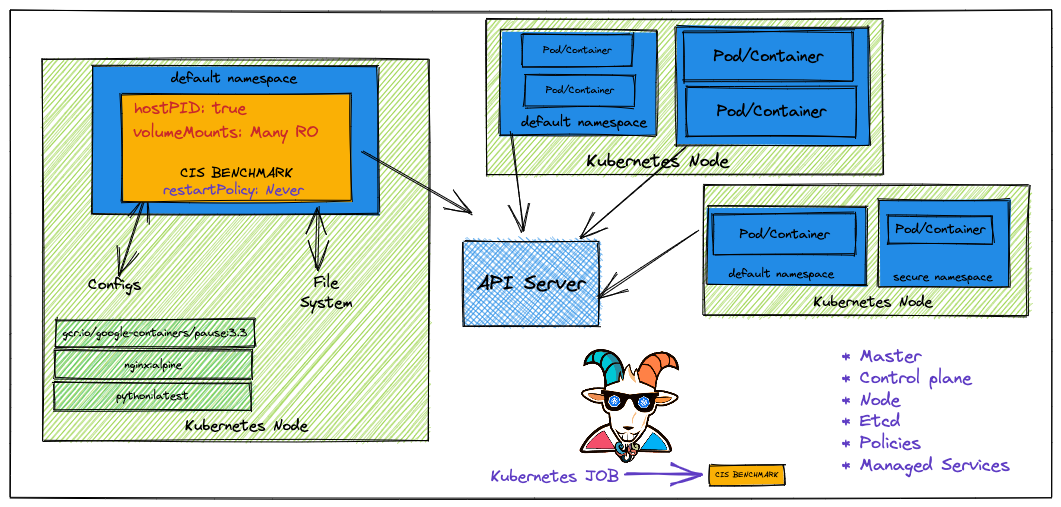 default namespace
hostPID: true
volumeMounts: Many RO
CIS BENCHMARK
restartPolicy: Never
Configs
File
System
gcr.io/google-containers/pause:3.3
nginx:alpine
python:latest
Kubernetes Node
Pod/Container
Pod/Container
default namespace
Pod/Container
Pod/Container
Kubernetes Node
API Server
Pod/Container
default namespace
Pod/Container
secure namespace
Kubernetes Node
* Master
* Control plane
* Node
* Etcd
* Policies
* Managed Services
Kubernetes JOB
CIS BENCHMARK